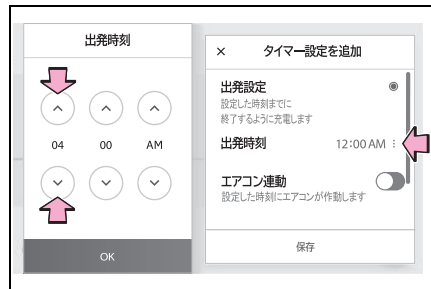 出発時刻
04 00 AM
OK
× タイマー設定を追加
出発設定
設定した時刻までに
終了するように充電します
出発時刻 12:00 AM
エアコン連動
設定した時刻にエアコンが作動します
保存